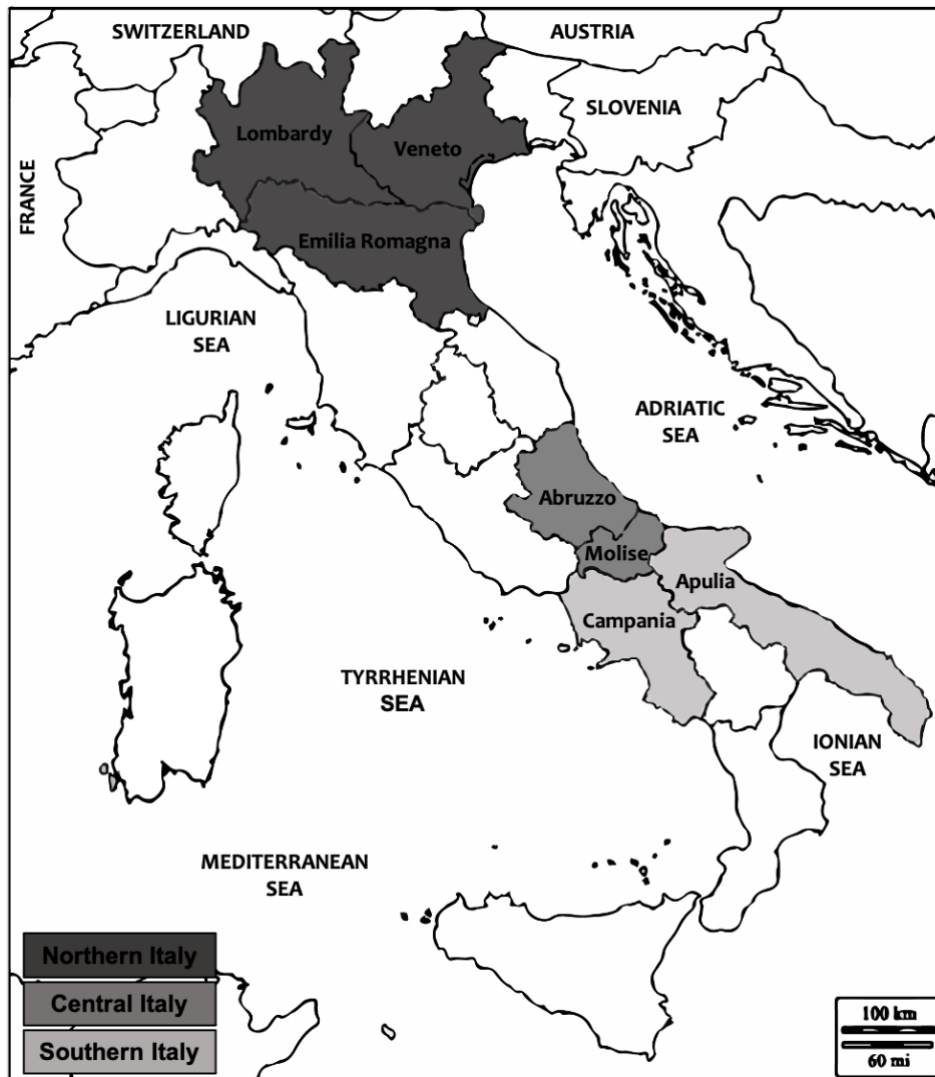 SWITZERLAND
AUSTRIA
SLOVENIA
Lombardy
Veneto
FRANCE
Emilia Romagna
LIGURIAN
SEA
ADRIATIC
SEA
Abruzzo
Molise
Apulia
Campania
TYRRHENIAN
SEA
IONIAN
SEA
MEDITERRANEAN
SEA
Northern Italy
Central Italy
Southern Italy
100 km
60 mi